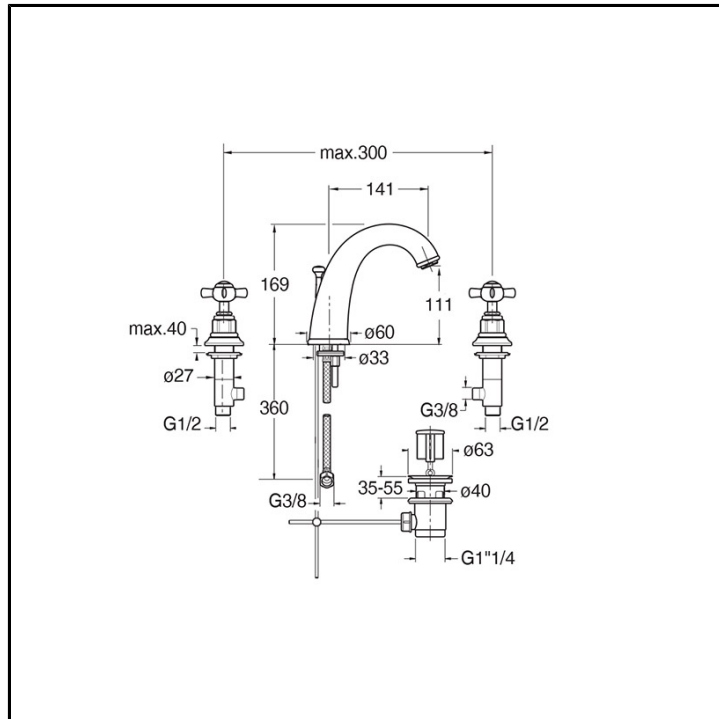 max.300
141
169
111
max.40
ø60
ø33
ø27
360
G1/2
G3/8
G1/2
ø63
35-55
ø40
G3/8
G1"1/4